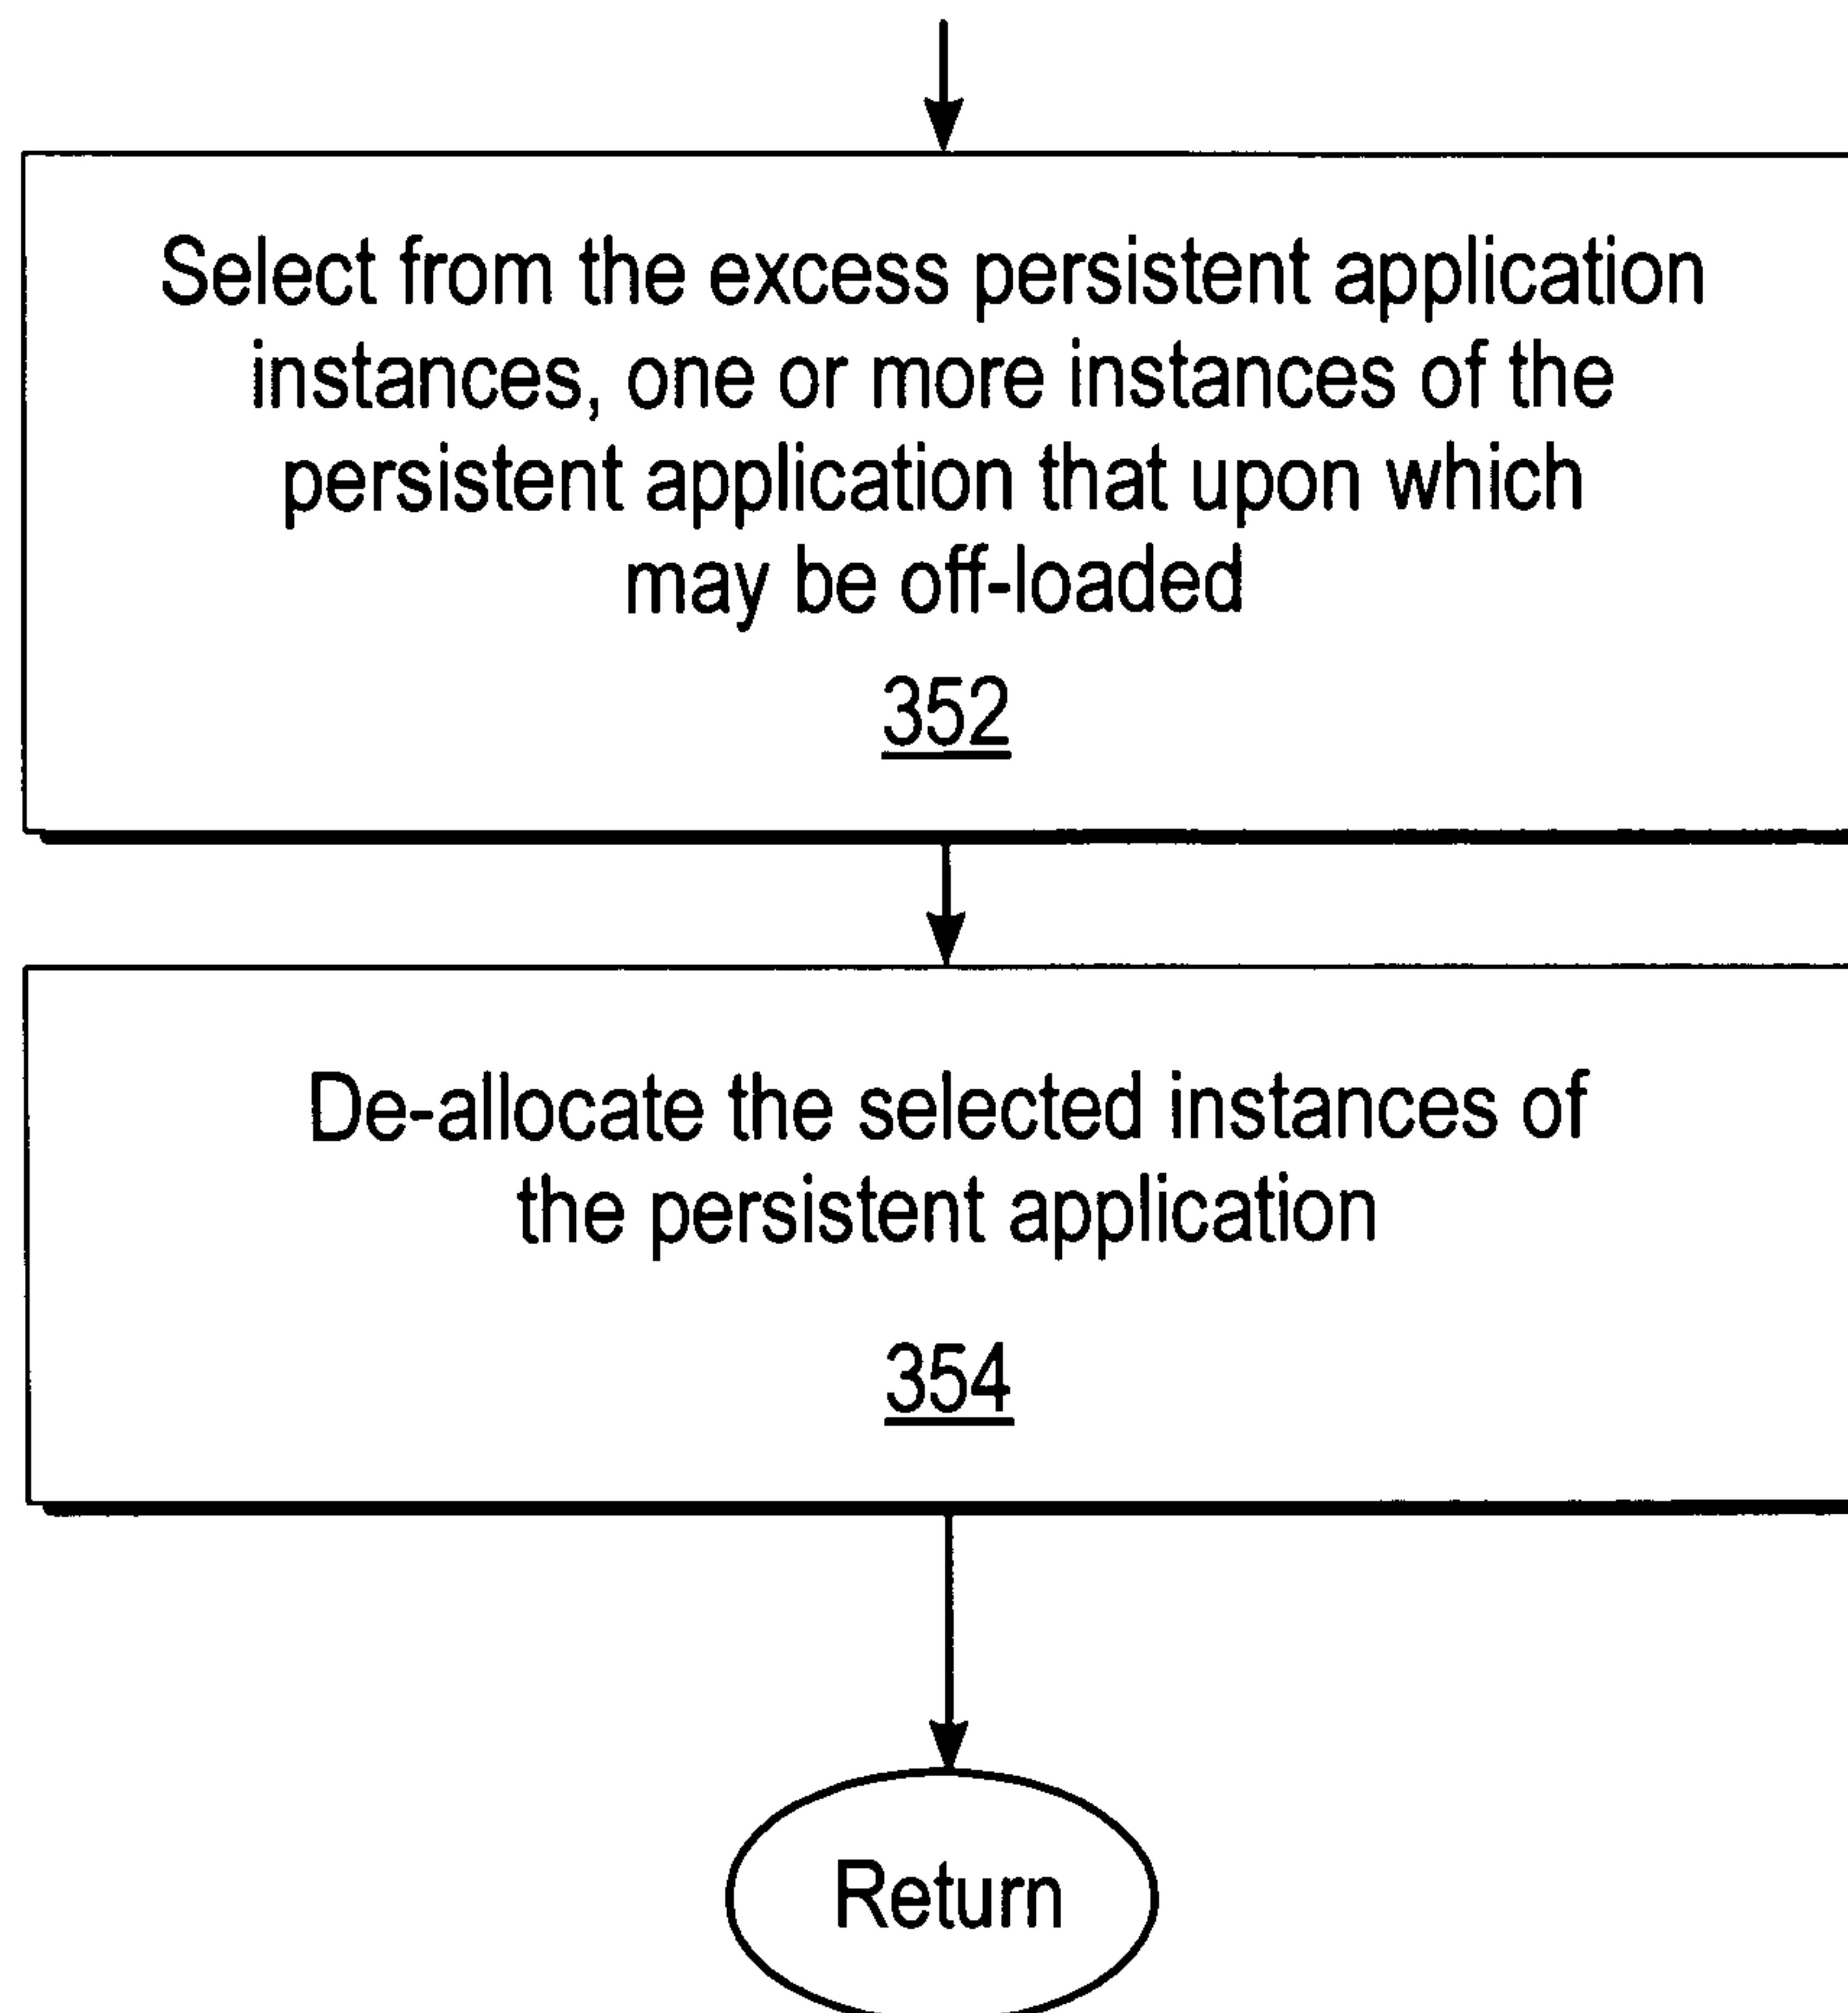 Select from the excess persistent application
instances, one or more instances of the
persistent application that upon which
may be off-loaded
352
De-allocate the selected instances of
the persistent application
354
Return